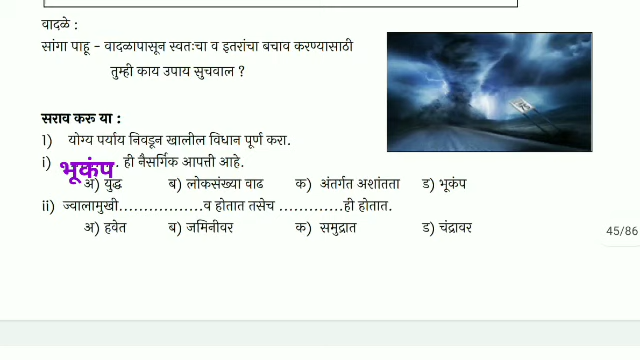 वादळे :
सांगा पाहू - वादळापासून स्वतःचा व इतरांचा बचाव करण्यासाठी
तुम्ही काय उपाय सुचवाल ?
सराव करू या :
1) योग्य पर्याय निवडून खालील विधान पूर्ण करा.
i) भूकंप ही नैसर्गिक आपत्ती आहे.
अ) युद्ध ब) लोकसंख्या वाढ क) अंतर्गत अशांतता ड) भूकंप
ii) ज्वालामुखी.................व होतात तसेच .............ही होतात.
अ) हवेत ब) जमिनीवर क) समुद्रात ड) चंद्रावर
45/86